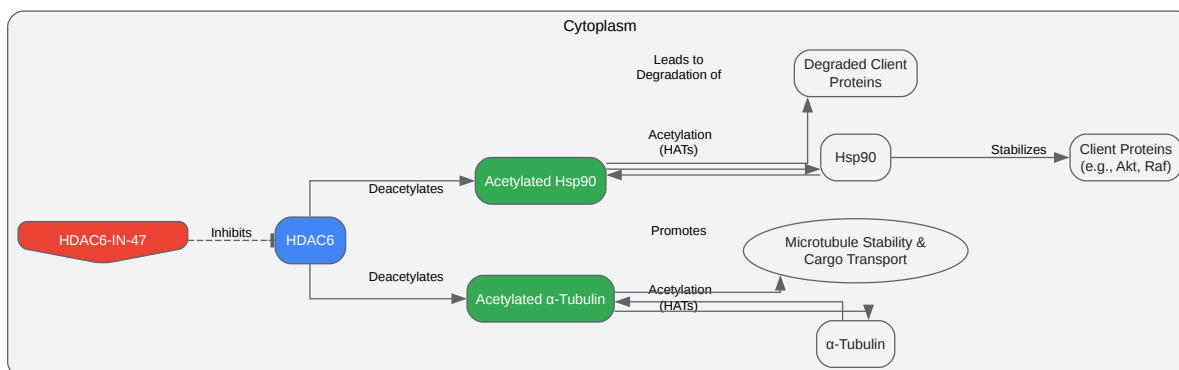 Cytoplasm
Leads to
Degradation of
Degraded Client
Proteins
Acetylation
(HATs)
Hsp90
Stabilizes
Client Proteins
(e.g., Akt, Raf)
Acetylated Hsp90
Deacetylates
HDAC6-IN-47
Inhibits
HDAC6
Promotes
Microtubule Stability &
Cargo Transport
Deacetylates
Acetylated α-Tubulin
Acetylation
(HATs)
α-Tubulin